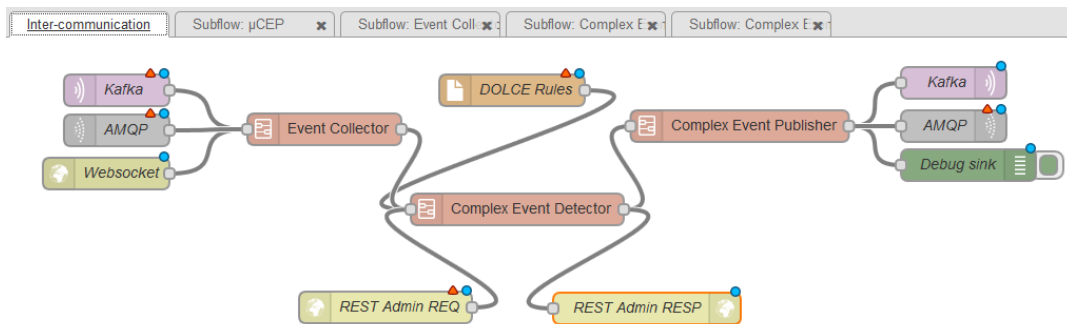 Inter-communication
Subflow: µCEP
Subflow: Event Colle
Subflow: Complex E
Subflow: Complex E
Kafka
AMQP
Websocket
Event Collector
DOLCE Rules
Complex Event Detector
Complex Event Publisher
Kafka
AMQP
Debug sink
REST Admin REQ
REST Admin RESP